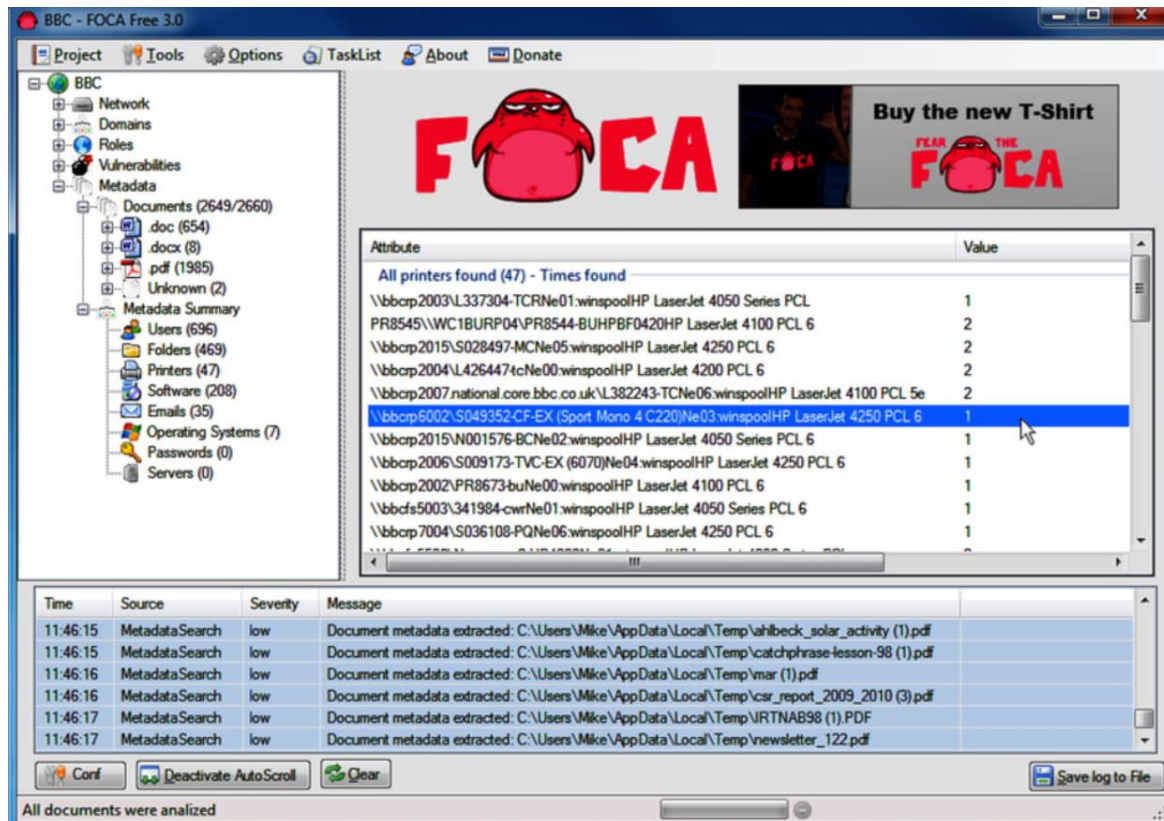 BBC - FOCA Free 3.0
Project Tools Options TaskList About Donate
BBC
Network
Domains
Roles
Vulnerabilities
Metadata
Documents (2649/2660)
.doc (654)
.docx (8)
.pdf (1985)
Unknown (2)
Metadata Summary
Users (696)
Folders (469)
Printers (47)
Software (208)
Emails (35)
Operating Systems (7)
Passwords (0)
Servers (0)
FOCA
FOCA
Buy the new T-Shirt
FEAR THE
FOCA
Attribute Value
All printers found (47) - Times found
\\bbcrp2003\L337304-TCRNe01:winspoolHP LaserJet 4050 Series PCL 1
PR8545\\WC1BURP04\PR8544-BUHPBF0420HP LaserJet 4100 PCL 6 2
\\bbcrp2015\S028497-MCNe05:winspoolHP LaserJet 4250 PCL 6 2
\\bbcrp2004\L426447-tcNe00:winspoolHP LaserJet 4200 PCL 6 2
\\bbcrp2007.national.core.bbc.co.uk\L382243-TCNe06:winspoolHP LaserJet 4100 PCL 5e 2
\\bbcrp6002\S049352-CF-EX (Sport Mono 4 C220)Ne03:winspoolHP LaserJet 4250 PCL 6 1
\\bbcrp2015\N001576-BCNe02:winspoolHP LaserJet 4050 Series PCL 6 1
\\bbcrp2006\S009173-TVC-EX (6070)Ne04:winspoolHP LaserJet 4250 PCL 6 1
\\bbcrp2002\PR8673-buNe00:winspoolHP LaserJet 4100 PCL 6 1
\\bbcfs5003\341984-cwrNe01:winspoolHP LaserJet 4050 Series PCL 6 1
\\bbcrp7004\S036108-PQNe06:winspoolHP LaserJet 4250 PCL 6 1
Time Source Severity Message
11:46:15 MetadataSearch low Document metadata extracted: C:\Users\Mike\AppData\Local\Temp\ahlbeck_solar_activity (1).pdf
11:46:15 MetadataSearch low Document metadata extracted: C:\Users\Mike\AppData\Local\Temp\catchphrase-lesson-98 (1).pdf
11:46:16 MetadataSearch low Document metadata extracted: C:\Users\Mike\AppData\Local\Temp\mar (1).pdf
11:46:16 MetadataSearch low Document metadata extracted: C:\Users\Mike\AppData\Local\Temp\csr_report_2009_2010 (3).pdf
11:46:17 MetadataSearch low Document metadata extracted: C:\Users\Mike\AppData\Local\Temp\IRTNAB98 (1).PDF
11:46:17 MetadataSearch low Document metadata extracted: C:\Users\Mike\AppData\Local\Temp\newsletter_122.pdf
Conf Deactivate AutoScroll Clear Save log to File
All documents were analized